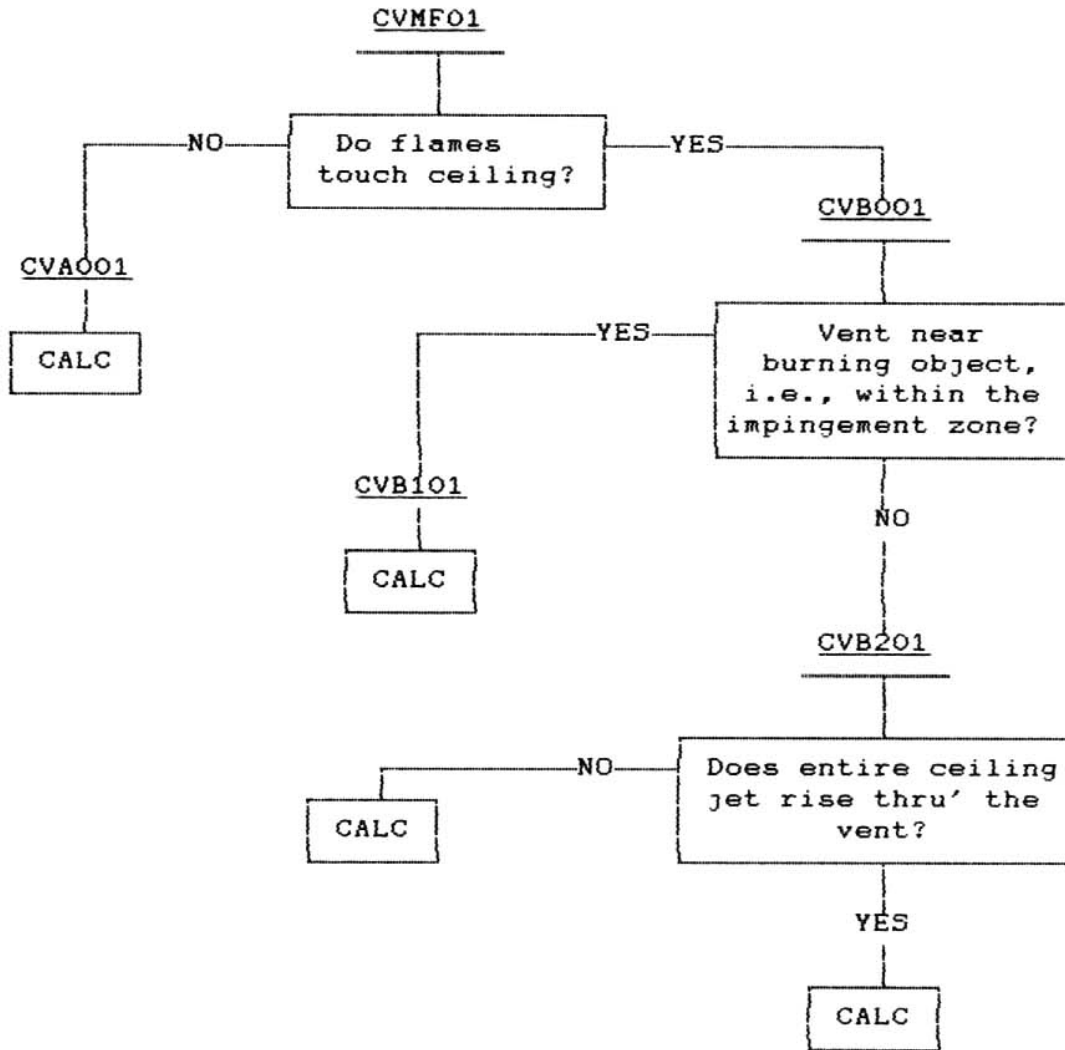 CVMF01
NO
Do flames
touch ceiling?
YES
CVB001
CVA001
CALC
YES
Vent near
burning object,
i.e., within the
impingement zone?
CVB101
CALC
NO
CVB201
NO
Does entire ceiling
jet rise thru' the
vent?
CALC
YES
CALC